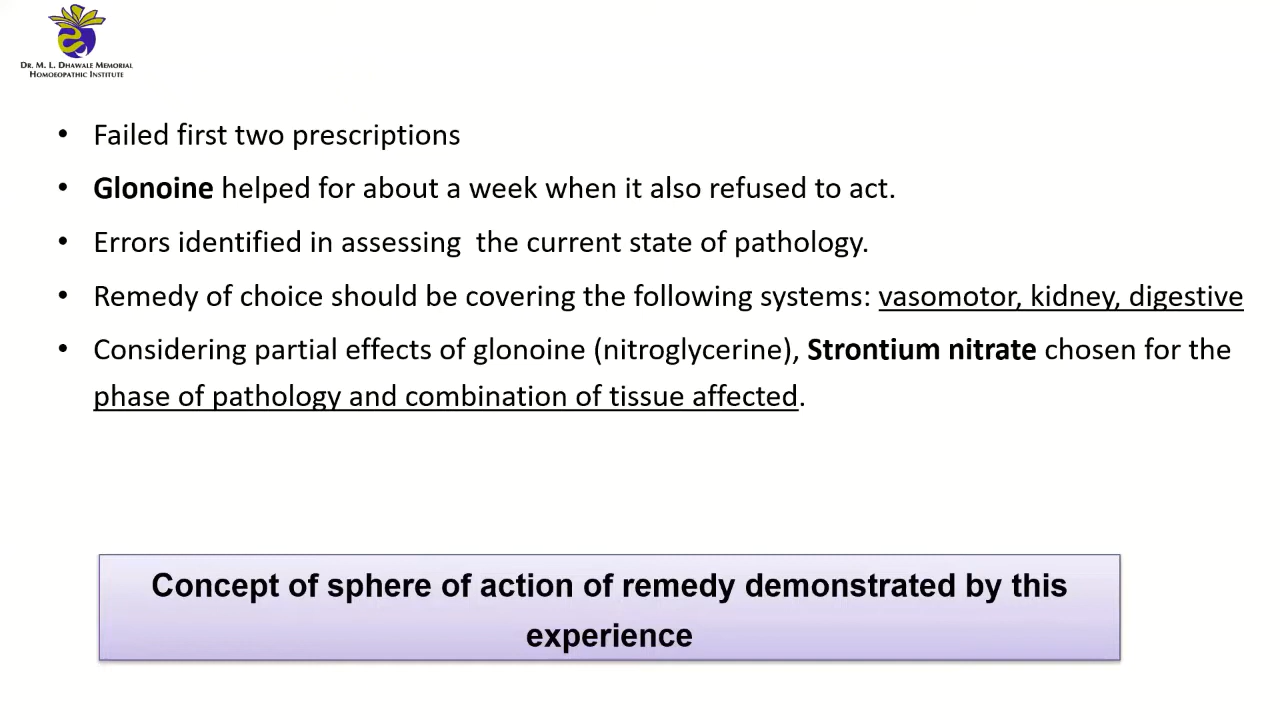 DR. M. L. DHAWALE MEMORIAL
HOMOEOPATHIC INSTITUTE
• Failed first two prescriptions
• Glonoine helped for about a week when it also refused to act.
• Errors identified in assessing the current state of pathology.
• Remedy of choice should be covering the following systems: vasomotor, kidney, digestive
• Considering partial effects of glonoine (nitroglycerine), Strontium nitrate chosen for the
phase of pathology and combination of tissue affected.
Concept of sphere of action of remedy demonstrated by this
experience